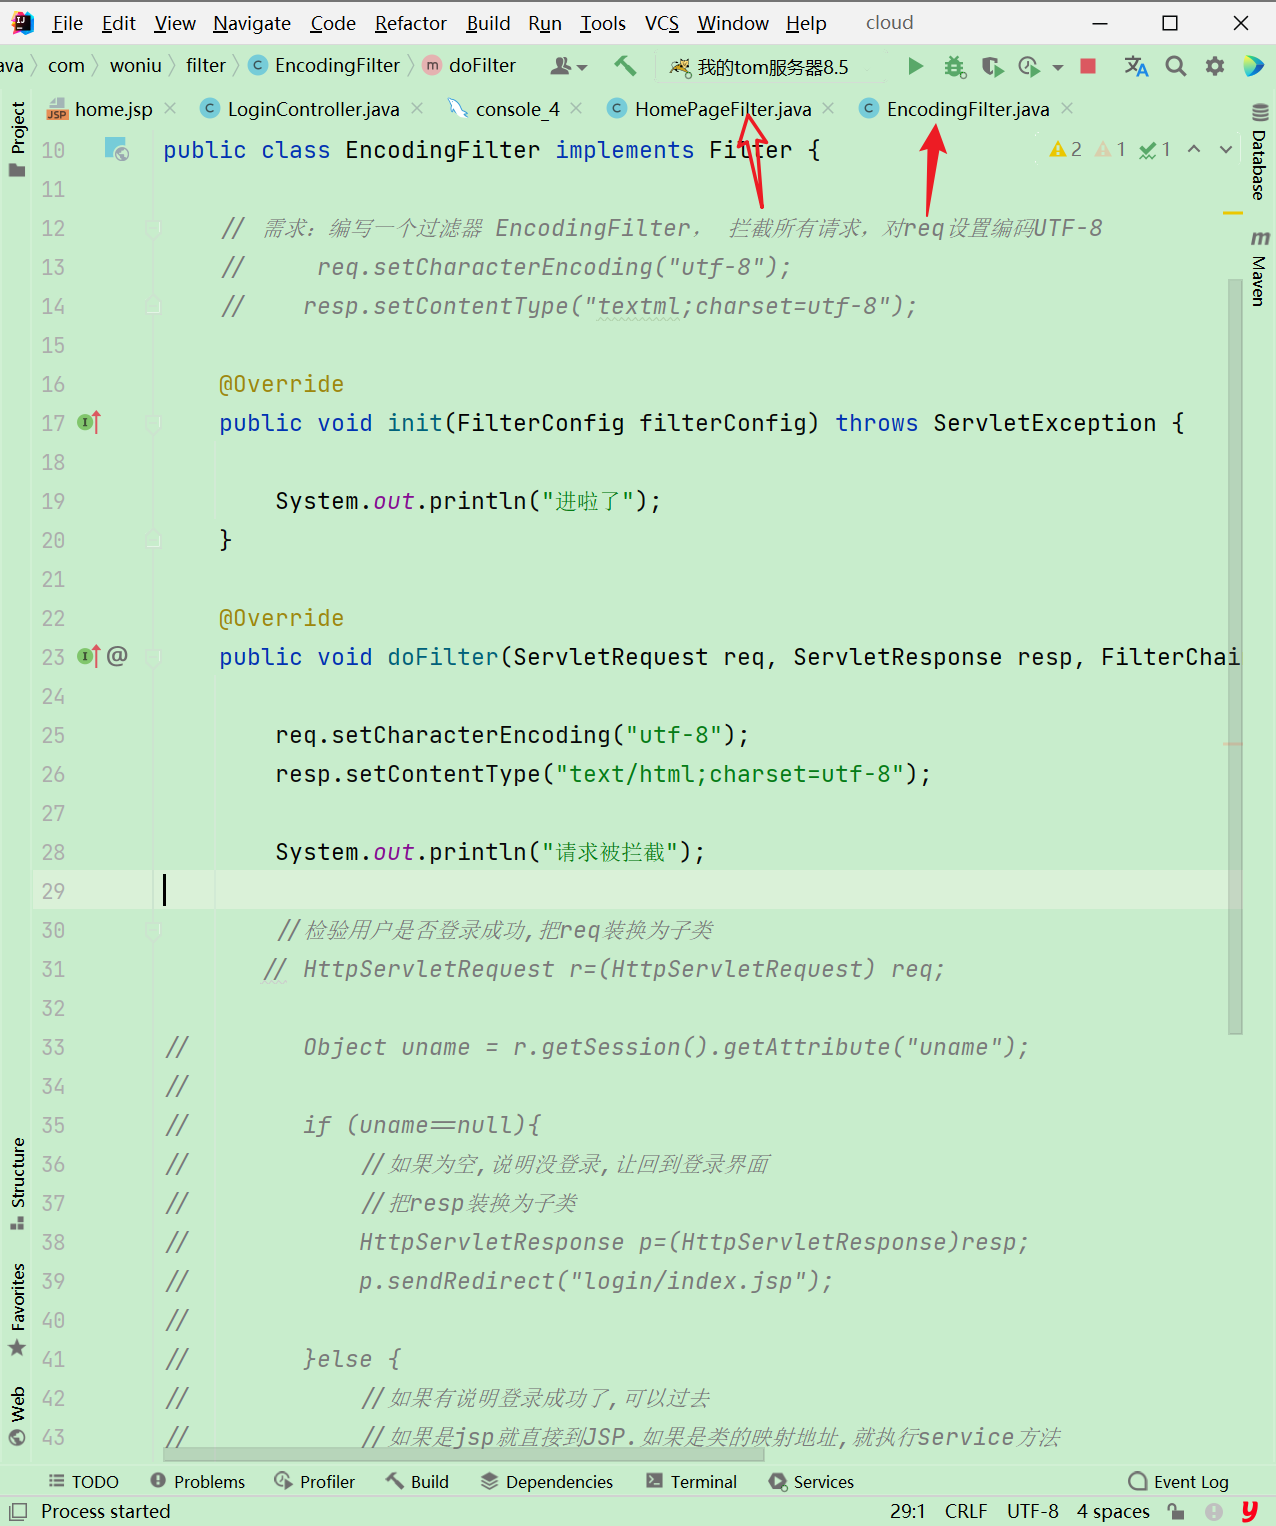 File Edit View Navigate Code Refactor Build Run Tools VCS Window Help cloud
ava com woniu filter EncodingFilter doFilter 我的tom服务器8.5
home.jsp LoginController.java console_4 HomePageFilter.java EncodingFilter.java
Project
Database
Maven
Structure
Favorites
Web
2 1 1
10 public class EncodingFilter implements Filter {
11
12 // 需求：编写一个过滤器 EncodingFilter， 拦截所有请求，对req设置编码UTF-8
13 // req.setCharacterEncoding("utf-8");
14 // resp.setContentType("textml;charset=utf-8");
15
16 @Override
17 public void init(FilterConfig filterConfig) throws ServletException {
18
19 System.out.println("进啦了");
20 }
21
22 @Override
23 public void doFilter(ServletRequest req, ServletResponse resp, FilterChai
24
25 req.setCharacterEncoding("utf-8");
26 resp.setContentType("text/html;charset=utf-8");
27
28 System.out.println("请求被拦截");
29
30 //检验用户是否登录成功,把req装换为子类
31 // HttpServletRequest r=(HttpServletRequest) req;
32
33 // Object uname = r.getSession().getAttribute("uname");
34 //
35 // if (uname==null){
36 // //如果为空,说明没登录,让回到登录界面
37 // //把resp装换为子类
38 // HttpServletResponse p=(HttpServletResponse)resp;
39 // p.sendRedirect("login/index.jsp");
40 //
41 // }else {
42 // //如果有说明登录成功了,可以过去
43 // //如果是jsp就直接到JSP.如果是类的映射地址,就执行service方法
TODO Problems Profiler Build Dependencies Terminal Services Event Log
Process started 29:1 CRLF UTF-8 4 spaces